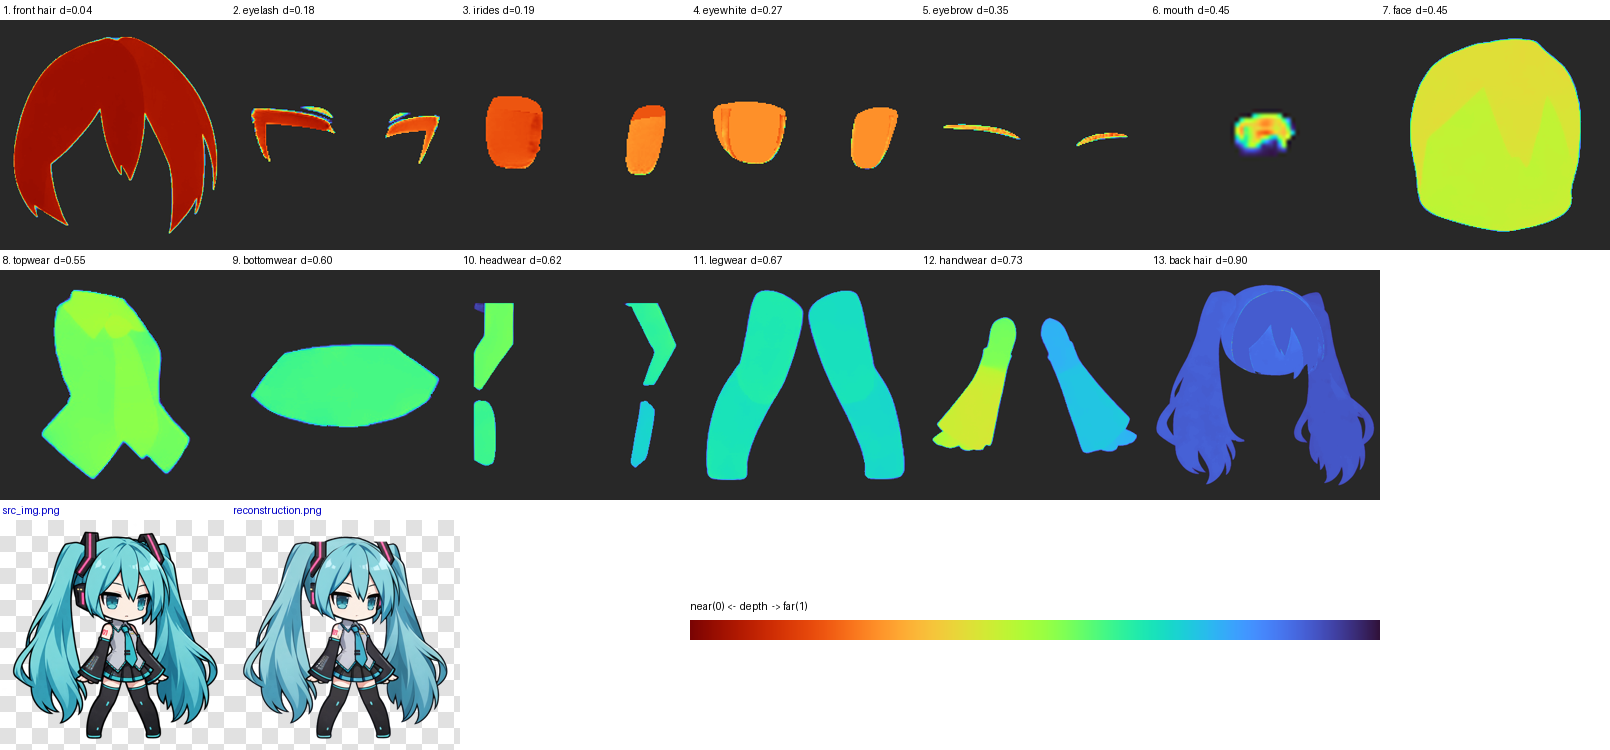 1. front hair d=0.04
2. eyelash d=0.18
3. irides d=0.19
4. eyewhite d=0.27
5. eyebrow d=0.35
6. mouth d=0.45
7. face d=0.45
8. topwear d=0.55
9. bottomwear d=0.60
10. headwear d=0.62
11. legwear d=0.67
12. handwear d=0.73
13. back hair d=0.90
src_img.png
reconstruction.png
near(0) <- depth -> far(1)